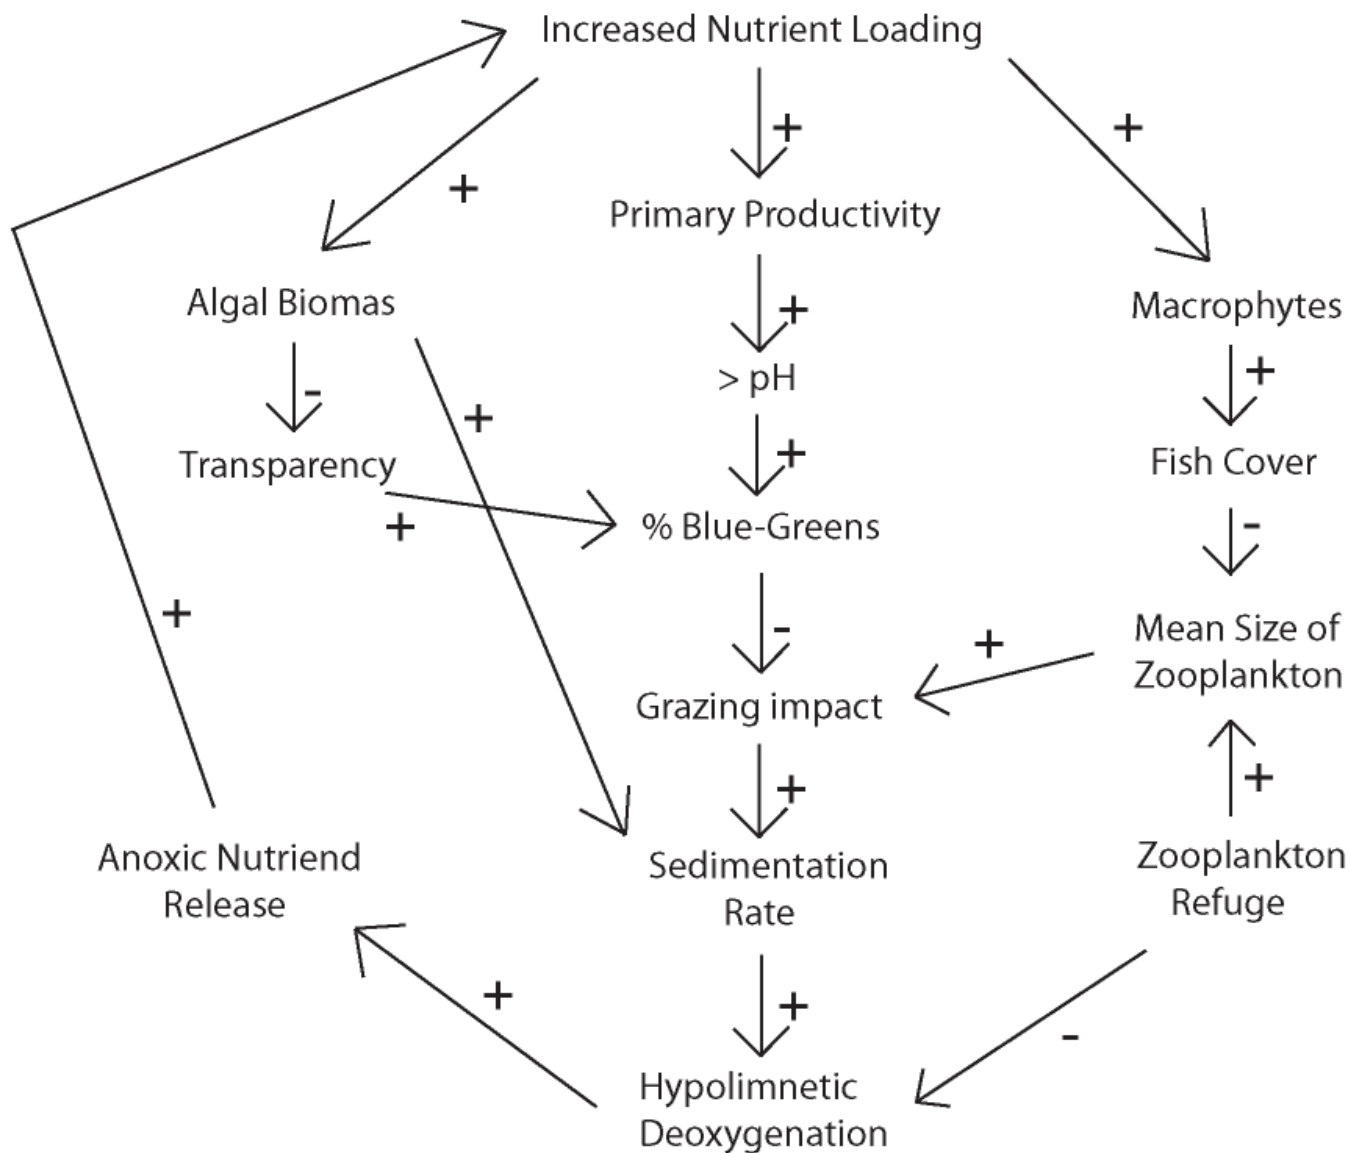 Increased Nutrient Loading
+
+
+
Primary Productivity
Algal Biomas
Macrophytes
+
+
-
> pH
+
Transparency
+
Fish Cover
+
% Blue-Greens
-
-
+
Mean Size of
Zooplankton
+
Grazing impact
+
+
Anoxic Nutriend
Release
Sedimentation
Rate
Zooplankton
Refuge
+
+
-
Hypolimnetic
Deoxygenation